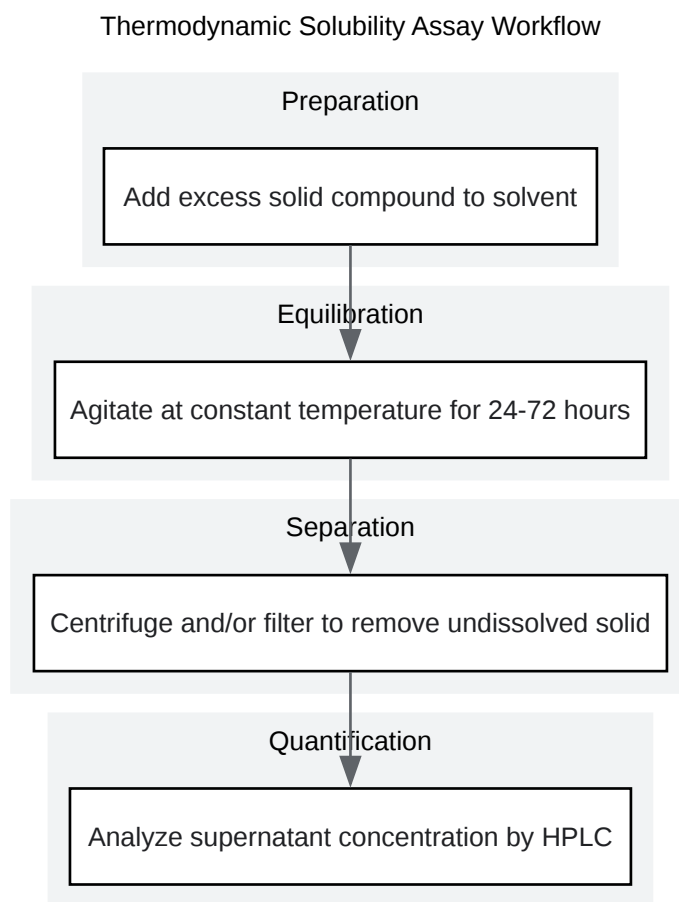 Thermodynamic Solubility Assay Workflow
Preparation
Add excess solid compound to solvent
Equilibration
Agitate at constant temperature for 24-72 hours
Separation
Centrifuge and/or filter to remove undissolved solid
Quantification
Analyze supernatant concentration by HPLC